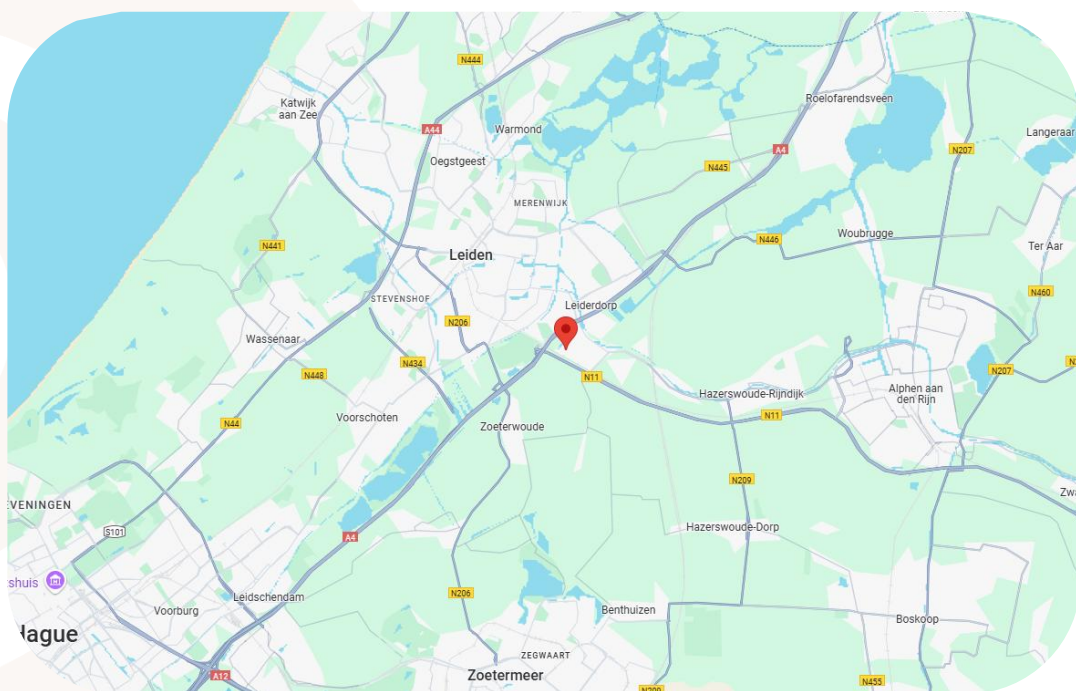 N444
Katwijk
aan Zee
A44
Warmond
Oegstgeest
Roelofarendsveen
Langeraar
A4
N207
N445
MERENWIJK
N441
Leiden
N446
Woubrugge
Ter Aar
STEVENSHOF
N460
Leiderdorp
N206
Wassenaar
N434
N448
N11
N207
Hazerswoude-Rijndijk
Alphen aan
den Rijn
N44
Voorschoten
Zoeterwoude
N11
N209
EVENINGEN
S101
A4
Hazerswoude-Dorp
shuis
Voorburg
Leidschendam
N206
Benthuizen
Boskoop
ague
ZEGWAART
A12
Zoetermeer
N455